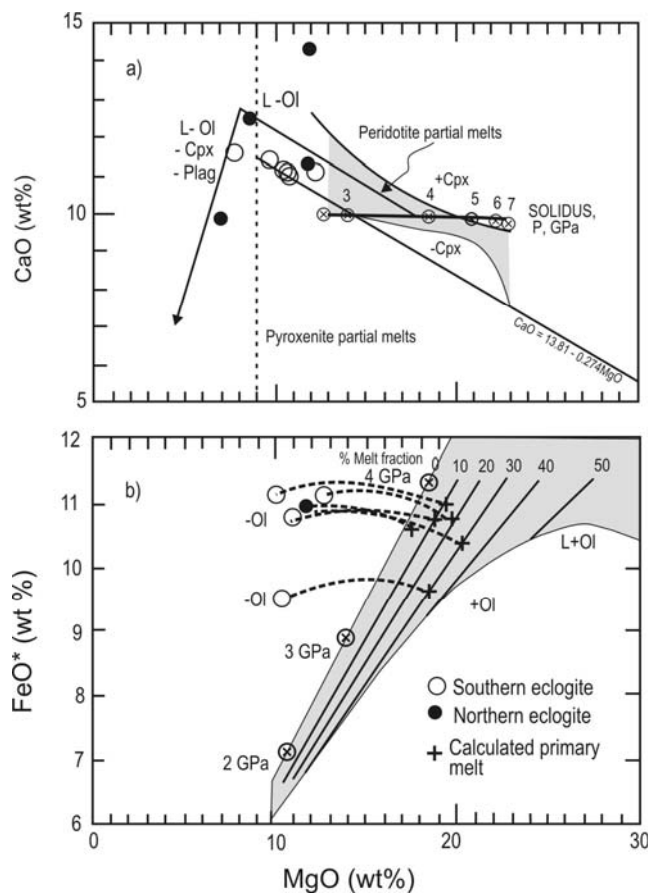 15
a)
L -Ol
L- Ol
- Cpx
- Plag
Peridotite partial melts
+Cpx
3
4
5
6
7
SOLIDUS,
P, GPa
-Cpx
10
CaO (wt%)
Pyroxenite partial melts
CaO = 13.81 - 0.274MgO
5
12
b)
% Melt fraction
4 GPa
0
10
20
30
40
50
11
-Ol
L+Ol
10
-Ol
+Ol
9
3 GPa
FeO* (wt %)
8
Southern eclogite
Northern eclogite
7
2 GPa
Calculated primary
melt
6
0
10
20
30
MgO (wt%)